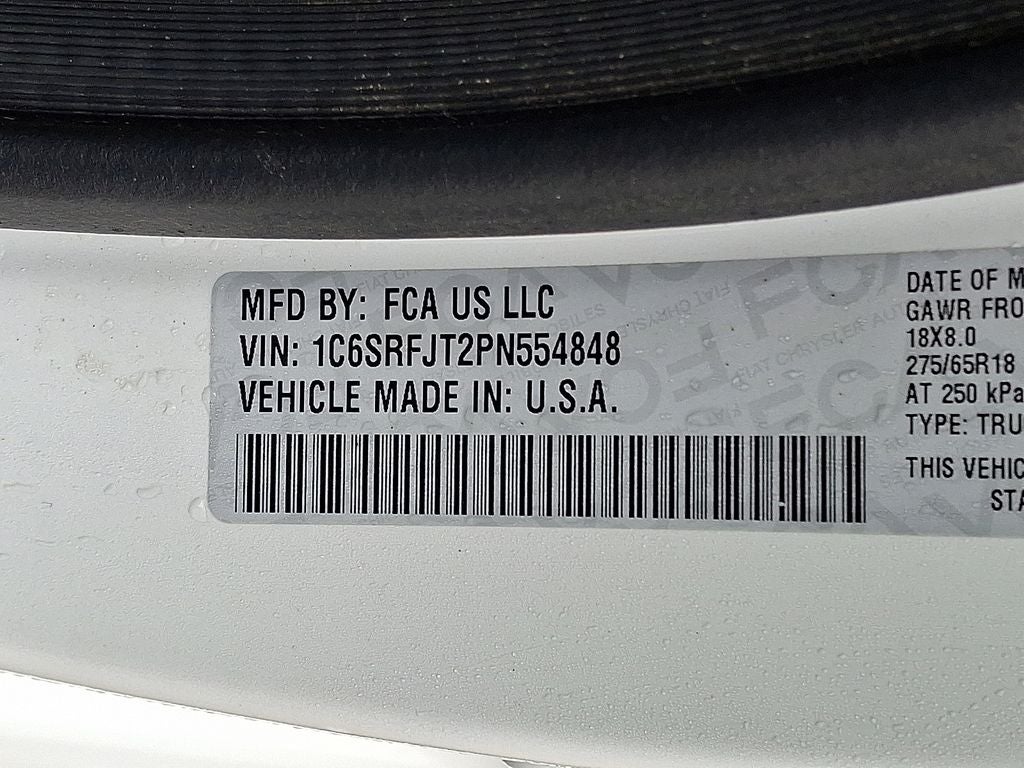 MFD BY: FCA US LLC
VIN: 1C6SRFJT2PN554848
VEHICLE MADE IN: U.S.A.
DATE OF M
GAWR FRO
18X8.0
275/65R18
AT 250 kPa
TYPE: TRU
THIS VEHIC
STA